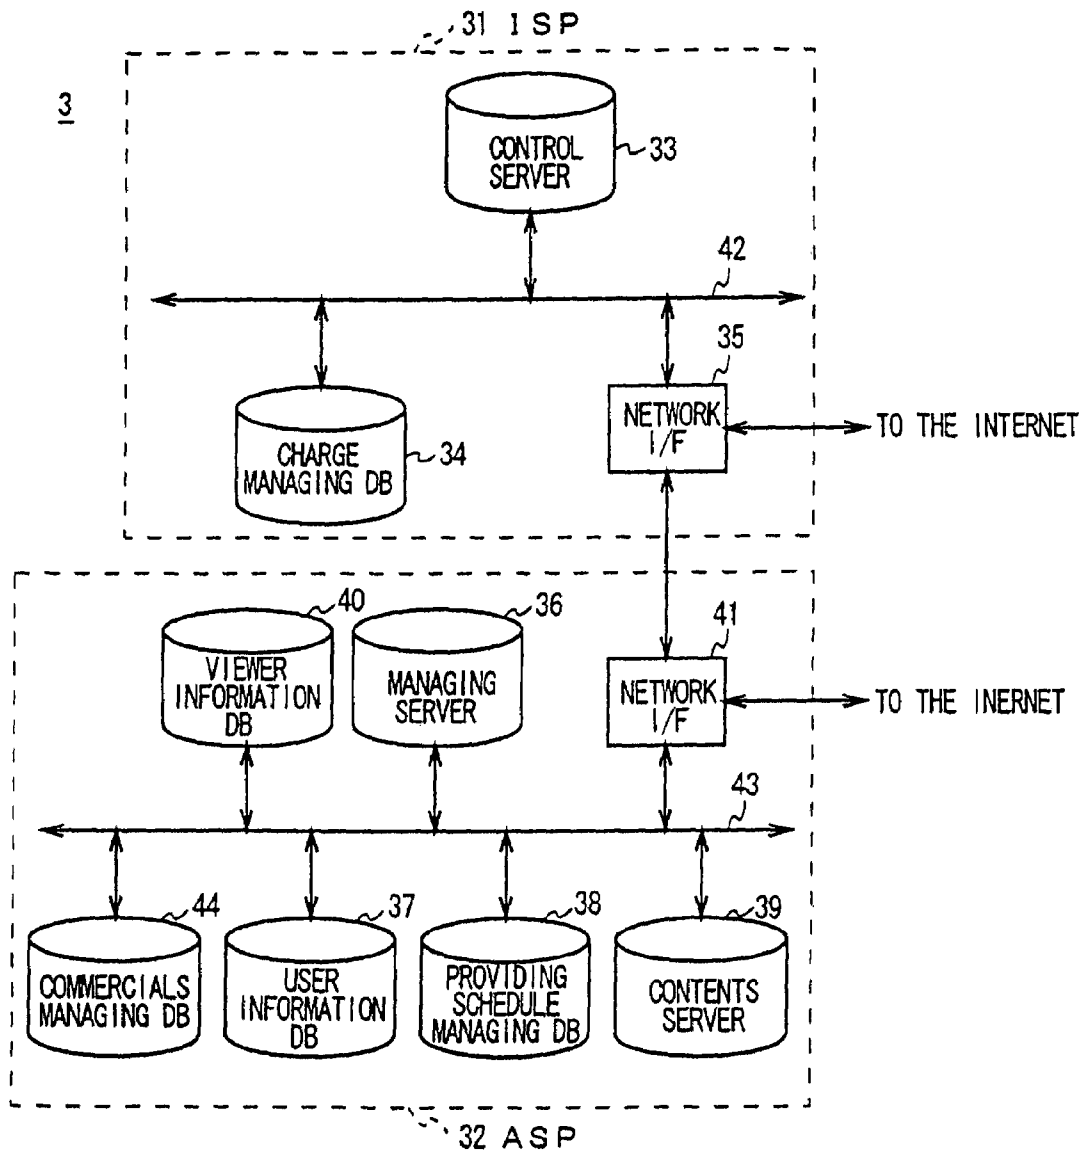 31 ISP
3
CONTROL
SERVER
33
42
35
NETWORK
I/F
TO THE INTERNET
CHARGE
MANAGING DB
34
40
36
41
VIEWER
INFORMATION
DB
MANAGING
SERVER
NETWORK
I/F
TO THE INERNET
43
44
37
38
39
COMMERCIALS
MANAGING DB
USER
INFORMATION
DB
PROVIDING
SCHEDULE
MANAGING DB
CONTENTS
SERVER
32 ASP